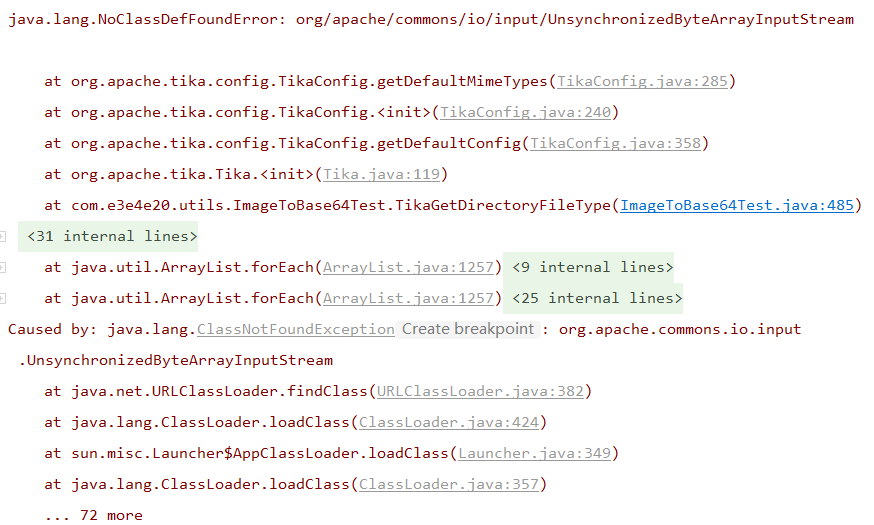 java.lang.NoClassDefFoundError: org/apache/commons/io/input/UnsynchronizedByteArrayInputStream
at org.apache.tika.config.TikaConfig.getDefaultMimeTypes(TikaConfig.java:285)
at org.apache.tika.config.TikaConfig.<init>(TikaConfig.java:240)
at org.apache.tika.config.TikaConfig.getDefaultConfig(TikaConfig.java:358)
at org.apache.tika.Tika.<init>(Tika.java:119)
at com.e3e4e20.utils.ImageToBase64Test.TikaGetDirectoryFileType(ImageToBase64Test.java:485)
<31 internal lines>
at java.util.ArrayList.forEach(ArrayList.java:1257) <9 internal lines>
at java.util.ArrayList.forEach(ArrayList.java:1257) <25 internal lines>
Caused by: java.lang.ClassNotFoundException Create breakpoint : org.apache.commons.io.input
.UnsynchronizedByteArrayInputStream
at java.net.URLClassLoader.findClass(URLClassLoader.java:382)
at java.lang.ClassLoader.loadClass(ClassLoader.java:424)
at sun.misc.Launcher$AppClassLoader.loadClass(Launcher.java:349)
at java.lang.ClassLoader.loadClass(ClassLoader.java:357)
... 72 more